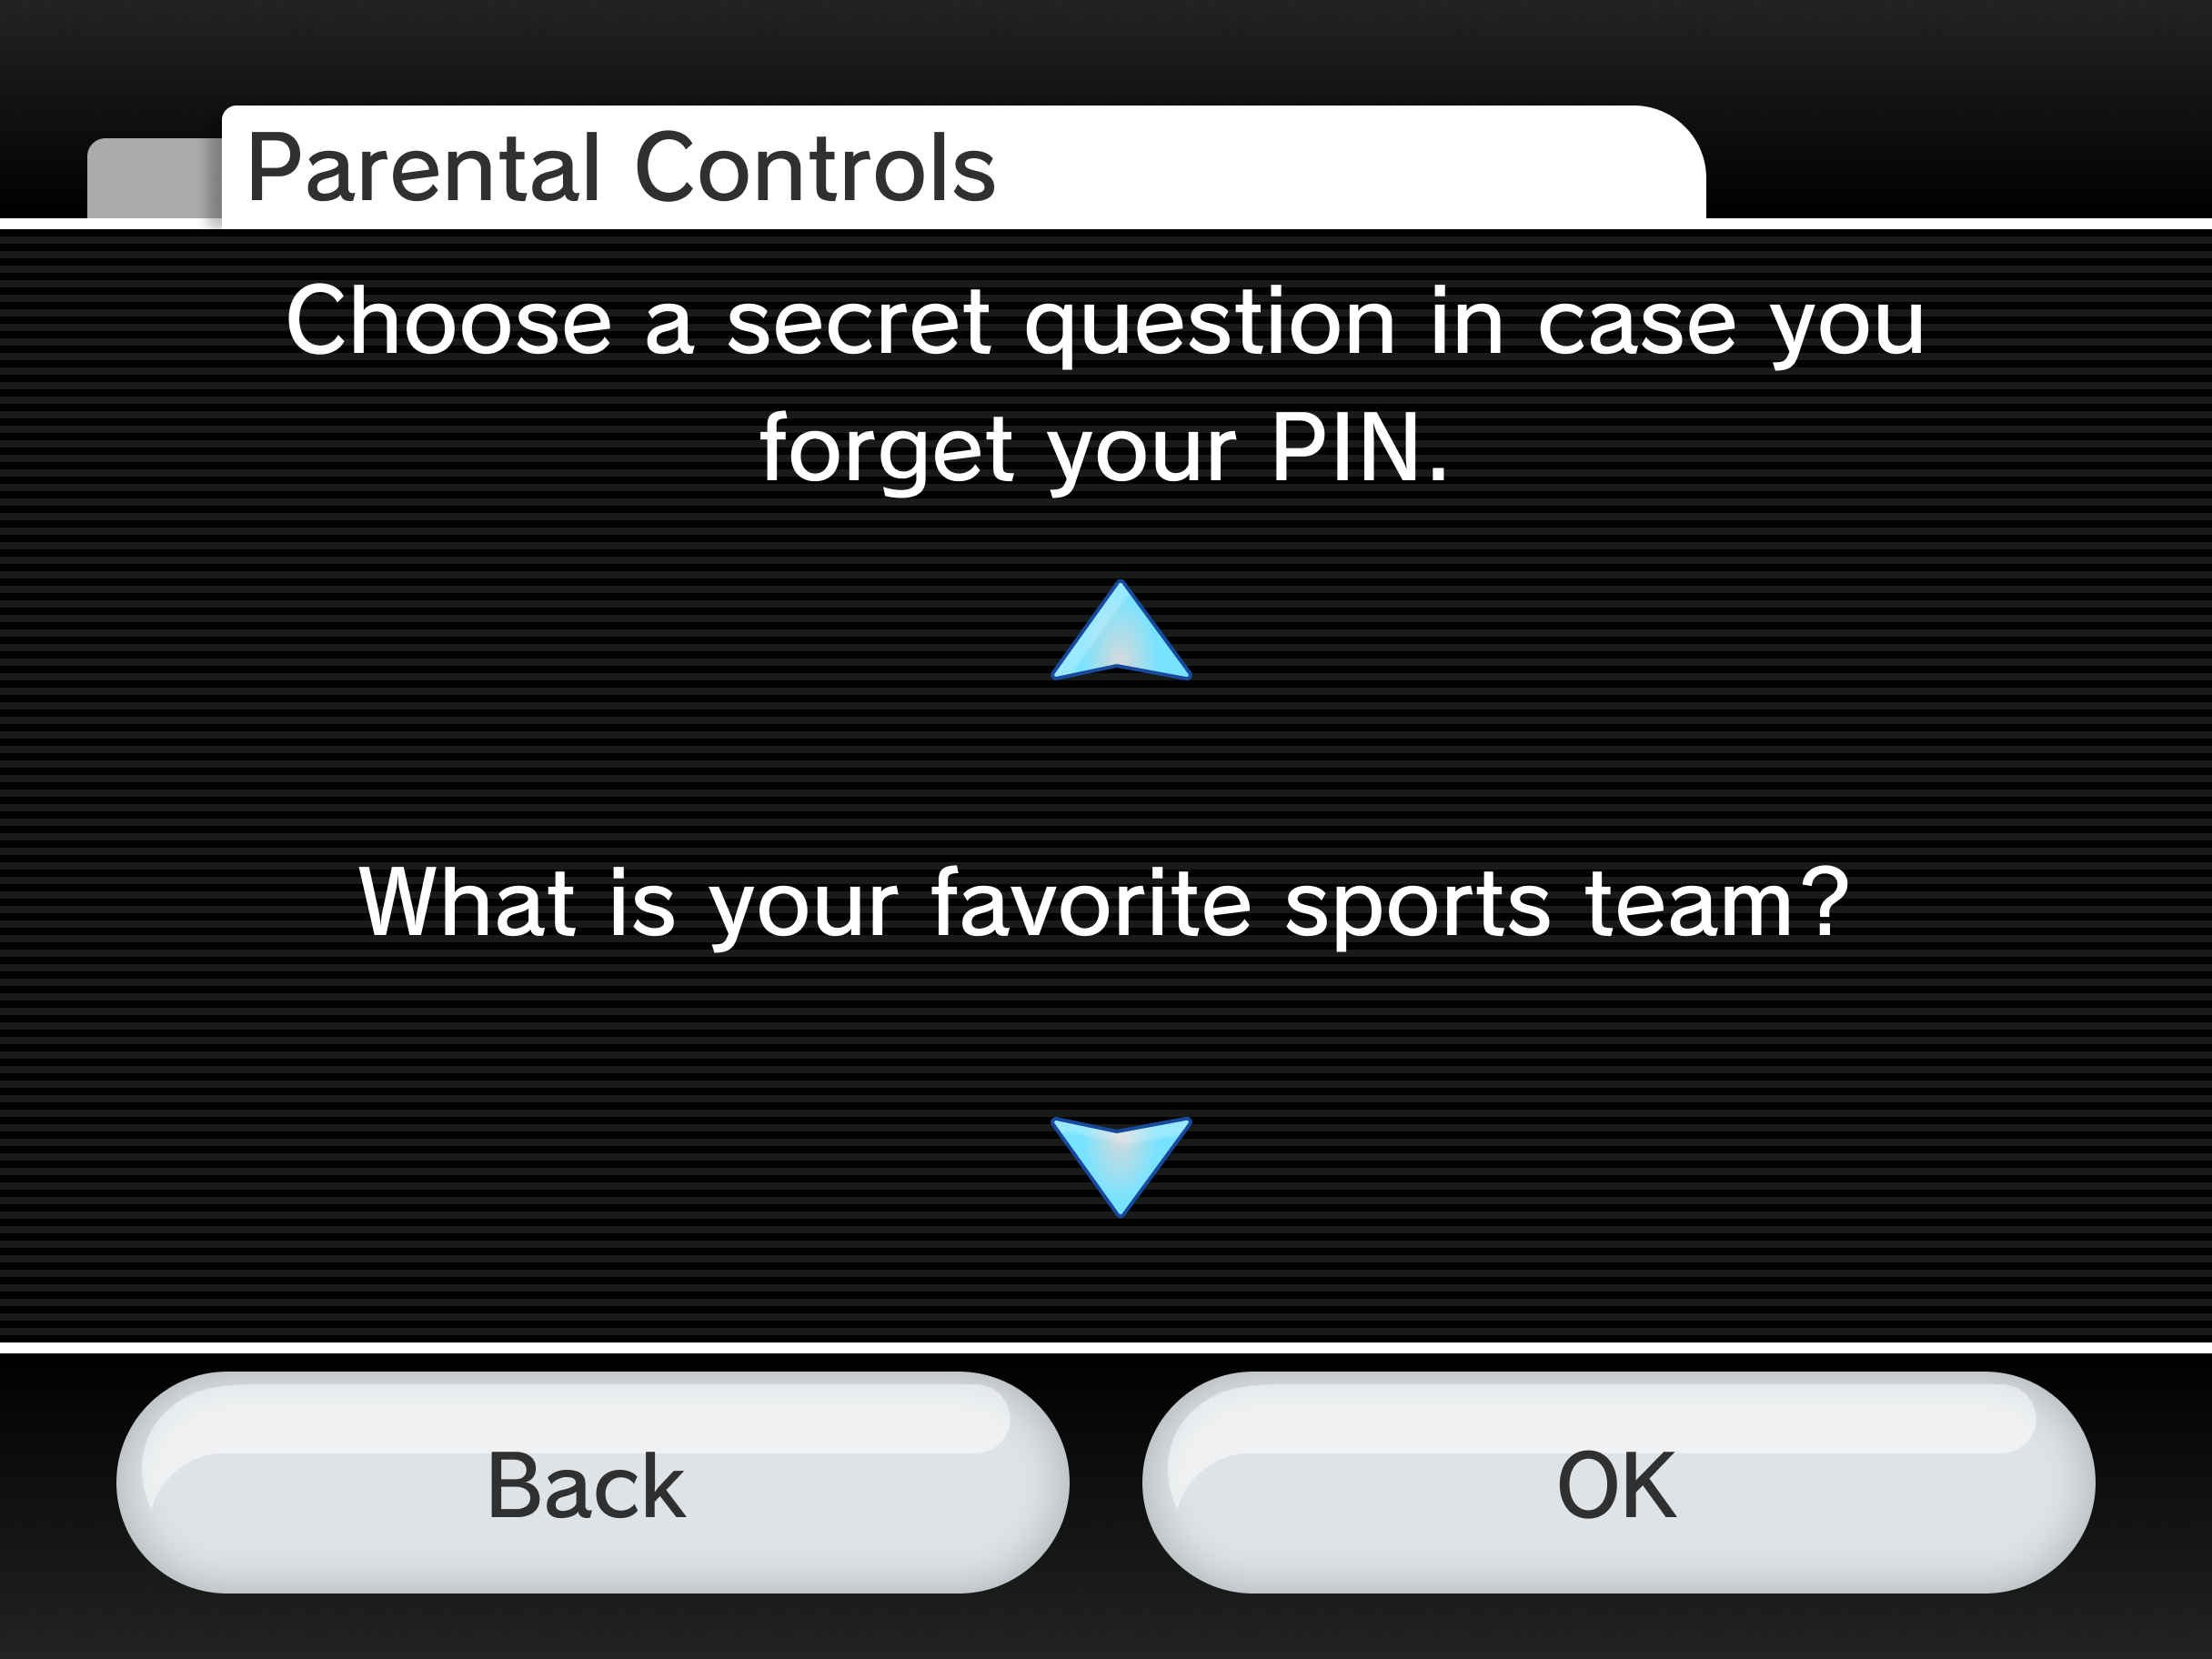 Parental Controls
Choose a secret question in case you
forget your PIN.
What is your favorite sports team?
Back
OK